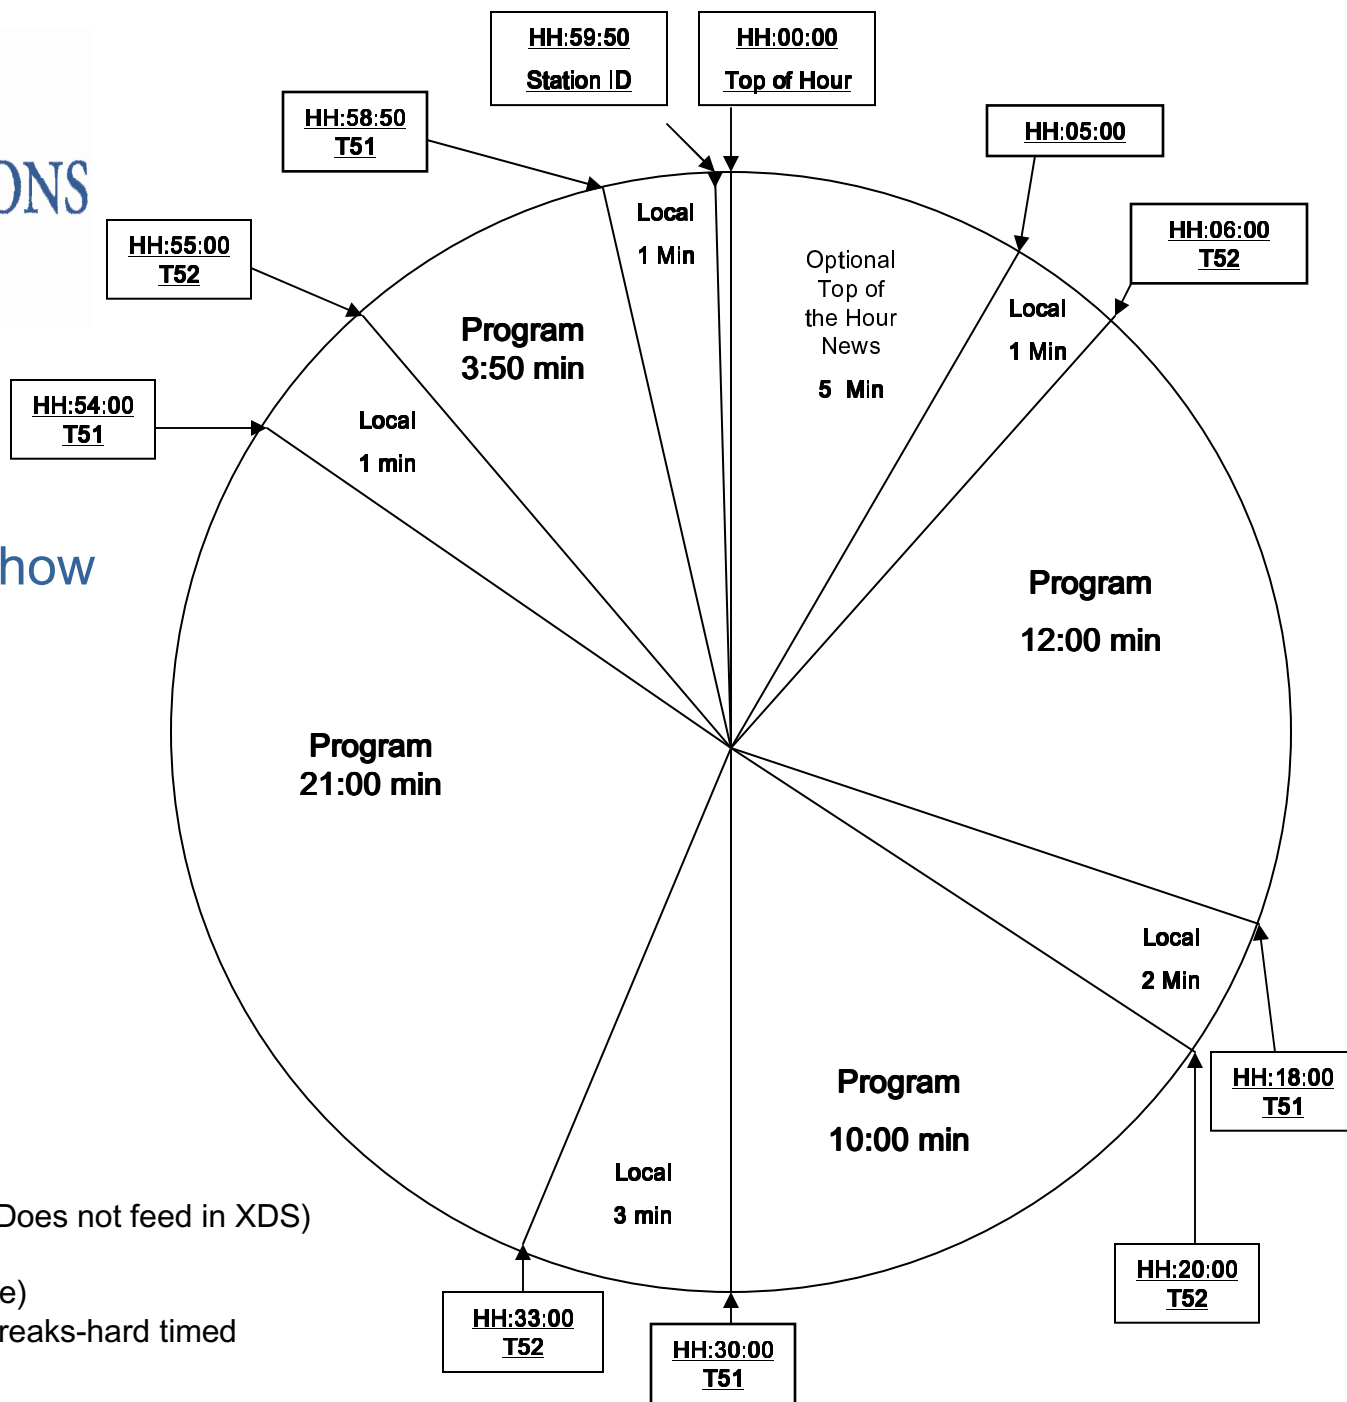 HH:59:50
Station ID
HH:00:00
Top of Hour
HH:58:50
T51
HH:05:00
ONS
HH:55:00
T52
HH:06:00
T52
Local
1 Min
Optional
Top of
the Hour
News
5 Min
Local
1 Min
Program
3:50 min
HH:54:00
T51
Local
1 min
how
Program
12:00 min
Program
21:00 min
Local
2 Min
HH:18:00
T51
Program
10:00 min
Local
3 min
Does not feed in XDS)
HH:20:00
T52
e)
reaks-hard timed
HH:33:00
T52
HH:30:00
T51